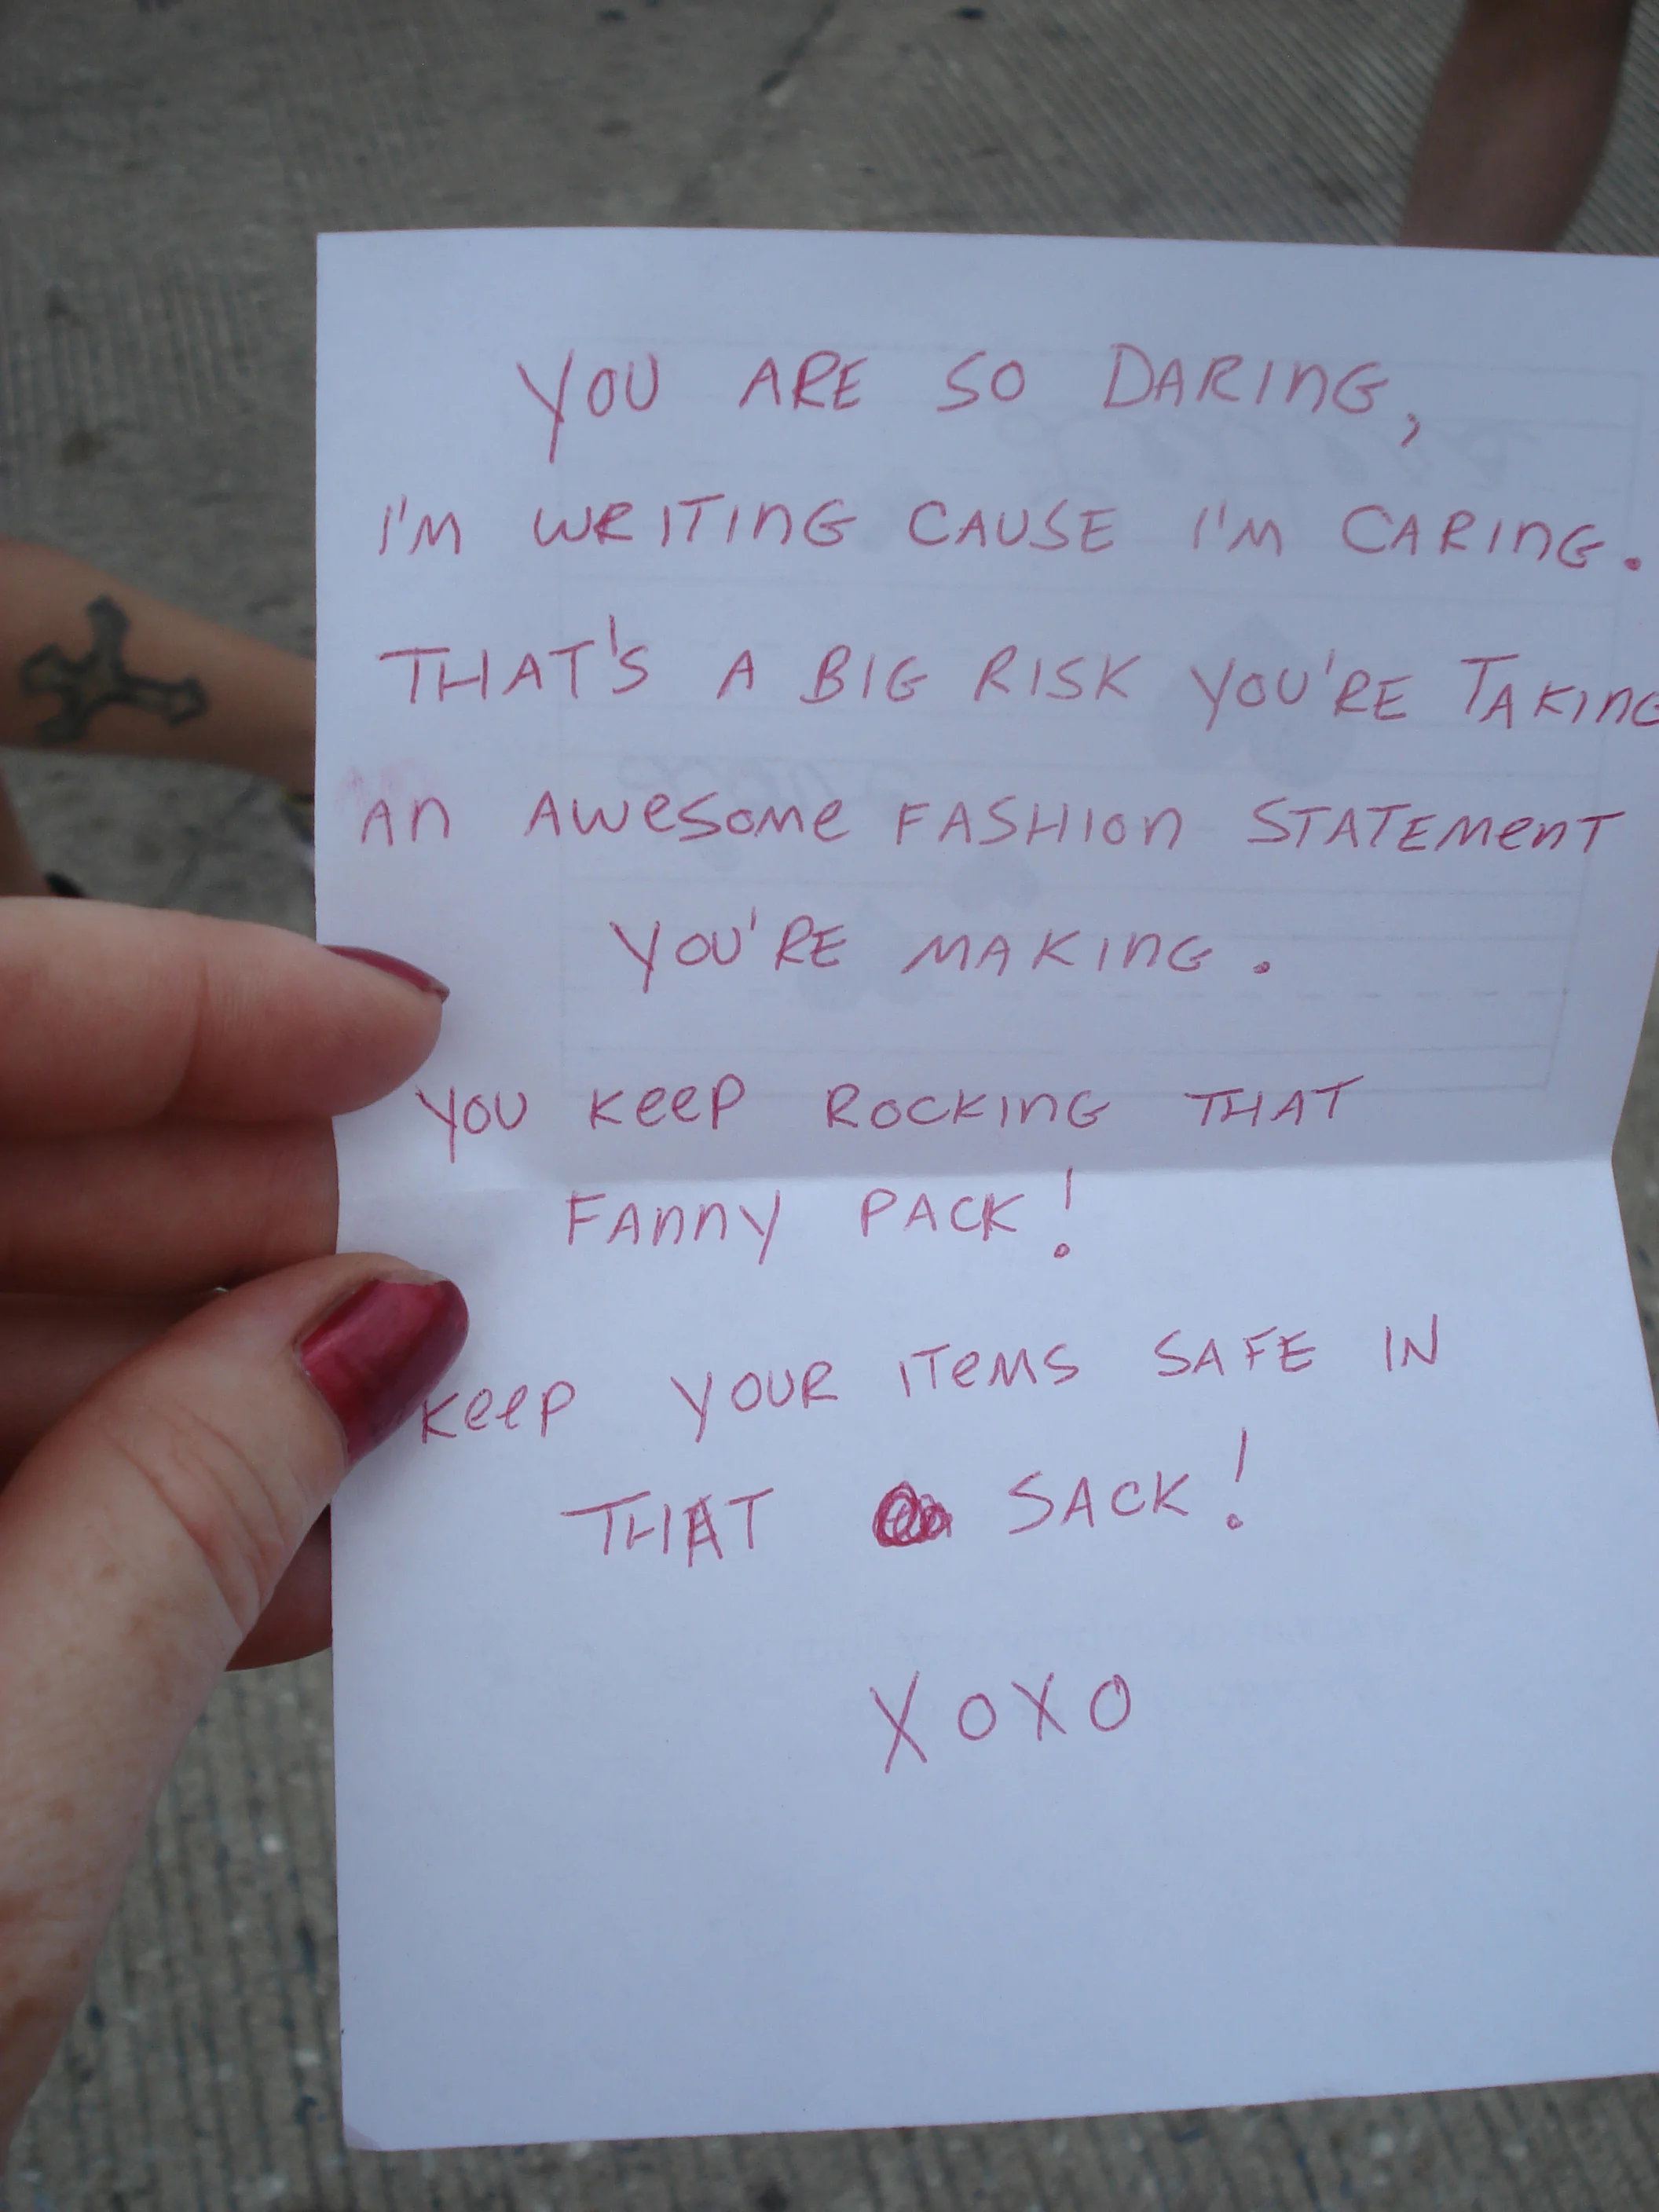 YOU ARE SO DARING,
I'M WRITING CAUSE I'M CARING.
THAT'S A BIG RISK YOU'RE TAKING
An AWeSOMe FASHIOn STATEMenT
YOU'RE MAKING.
YOU KeeP ROCKING THAT
FAnnY PACK!
KeeP YOUR ITeMS SAFE IN
THAT SACK!
XOXO